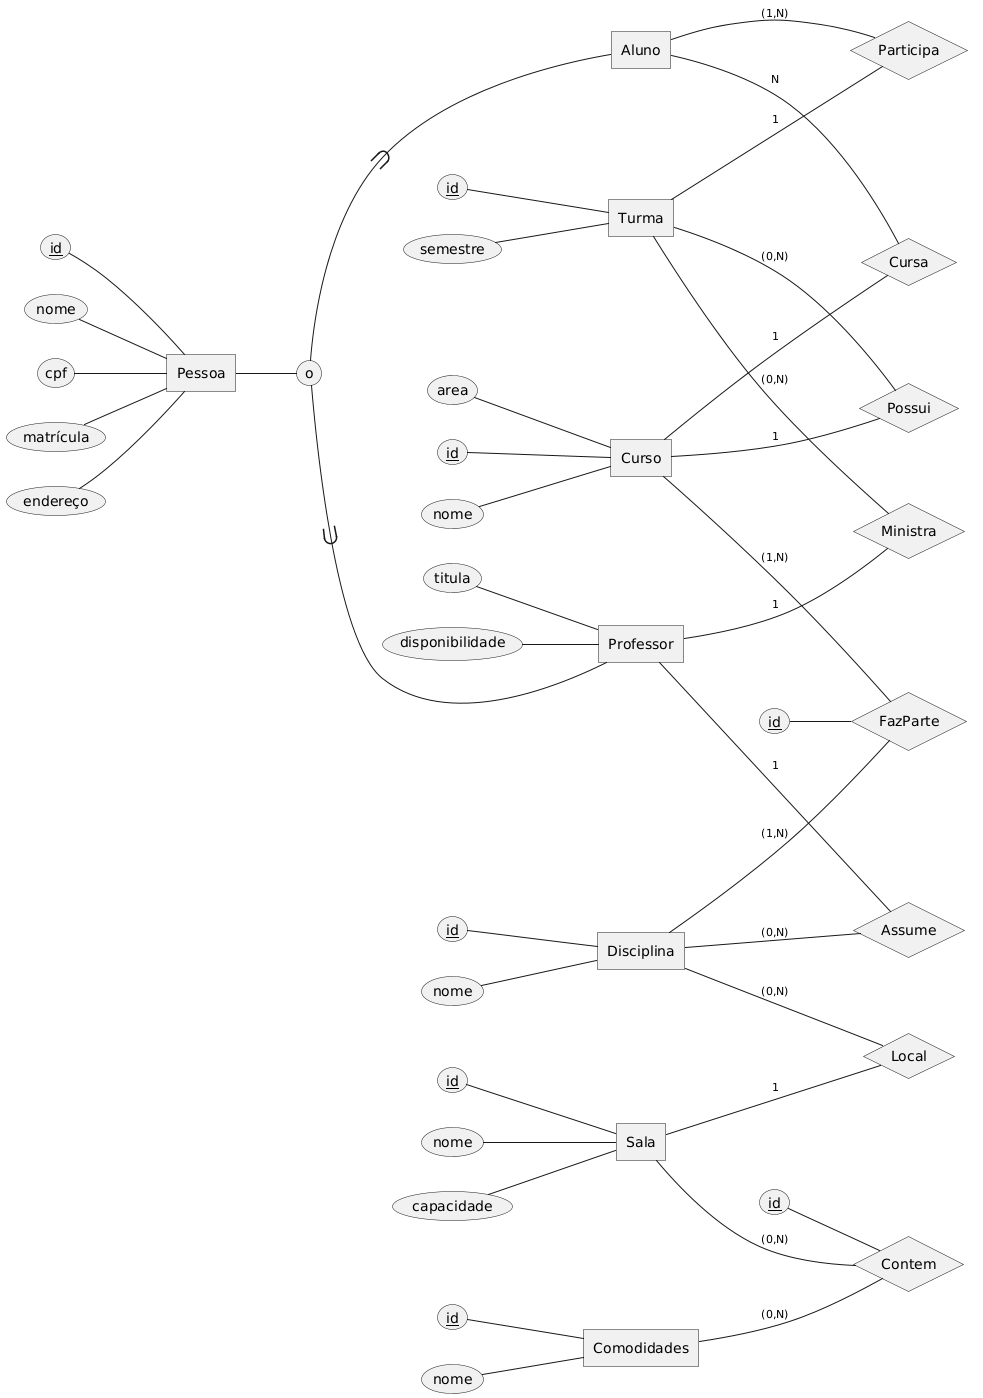 (1,N)
Aluno
Participa
N
1
id
Turma
semestre
id
(0,N)
Cursa
nome
1
cpf
Pessoa
o
(0,N)
area
Possui
matrícula
1
id
Curso
endereço
nome
Ministra
(1,N)
titula
1
disponibilidade
Professor
id
FazParte
1
(1,N)
id
Assume
(0,N)
Disciplina
nome
(0,N)
Local
id
1
nome
Sala
capacidade
id
(0,N)
Contem
id
(0,N)
Comodidades
nome